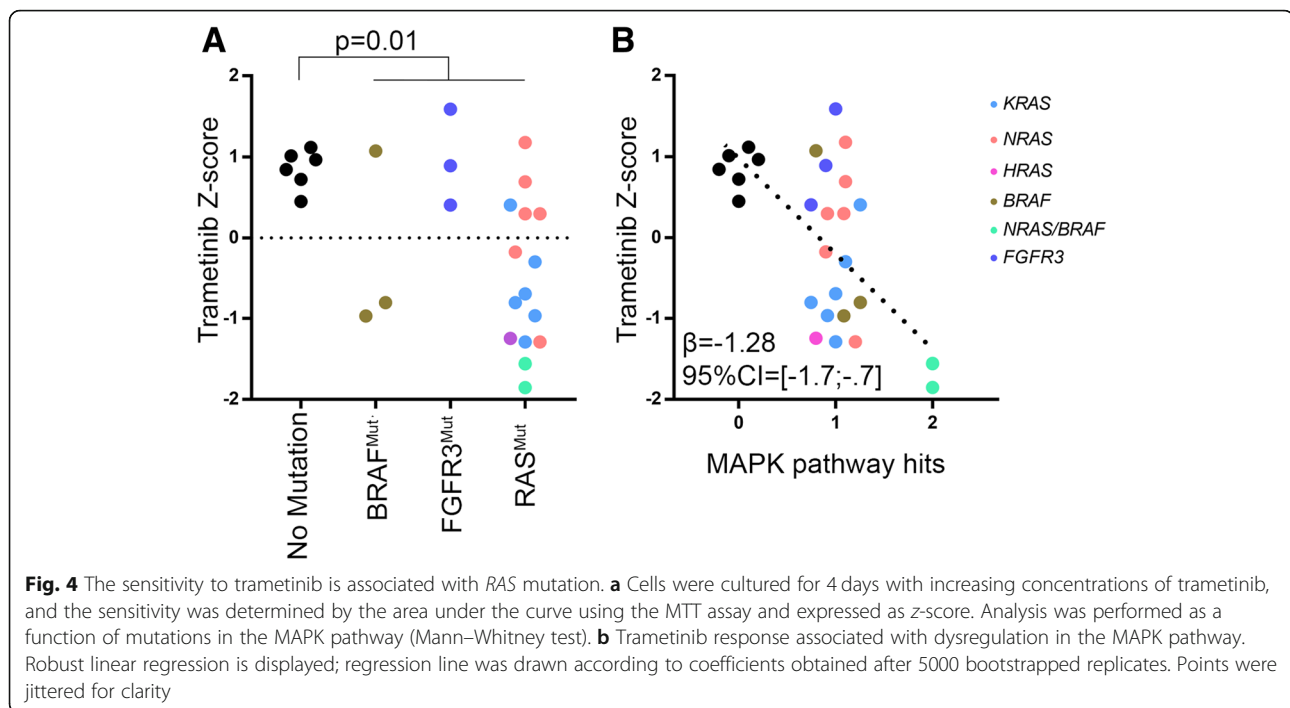 A
p=0.01
2
1
0
-1
-2
Trametinib Z-score
No Mutation
BRAFMut.
FGFR3Mut
RASMut
B
2
1
0
-1
-2
Trametinib Z-score
β=-1.28
95%CI=[-1.7;-.7]
0 1 2
MAPK pathway hits
KRAS
NRAS
HRAS
BRAF
NRAS/BRAF
FGFR3
Fig. 4 The sensitivity to trametinib is associated with RAS mutation. a Cells were cultured for 4 days with increasing concentrations of trametinib,
and the sensitivity was determined by the area under the curve using the MTT assay and expressed as z-score. Analysis was performed as a
function of mutations in the MAPK pathway (Mann–Whitney test). b Trametinib response associated with dysregulation in the MAPK pathway.
Robust linear regression is displayed; regression line was drawn according to coefficients obtained after 5000 bootstrapped replicates. Points were
jittered for clarity